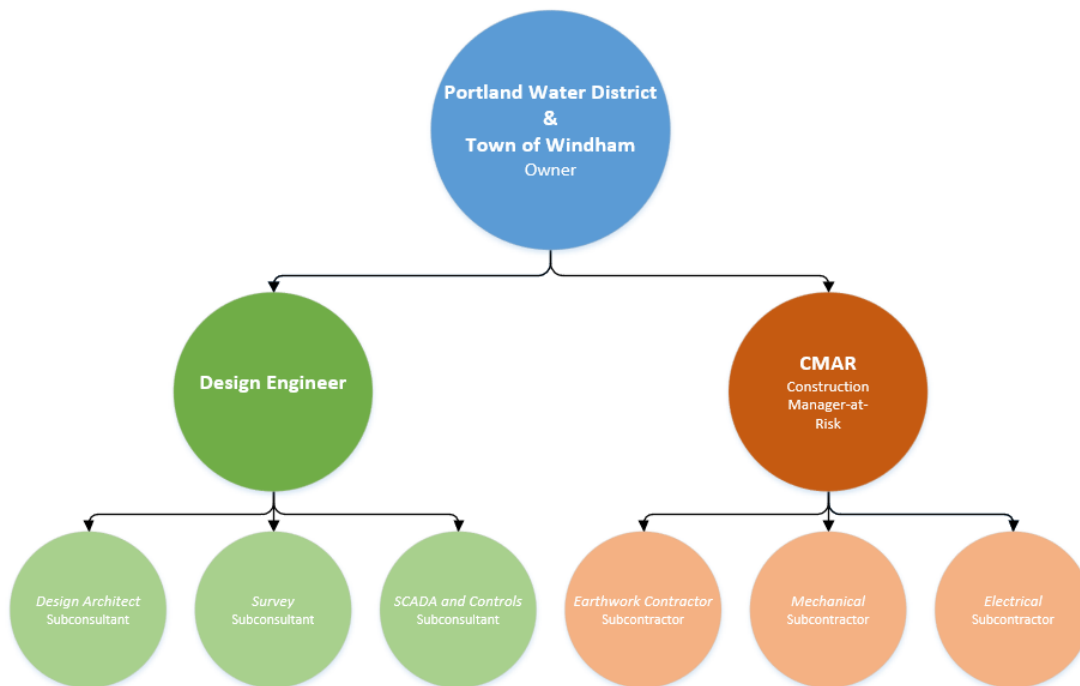 Portland Water District
&
Town of Windham
Owner
Design Engineer
CMAR
Construction
Manager-at-
Risk
Design Architect
Subconsultant
Survey
Subconsultant
SCADA and Controls
Subconsultant
Earthwork Contractor
Subcontractor
Mechanical
Subcontractor
Electrical
Subcontractor